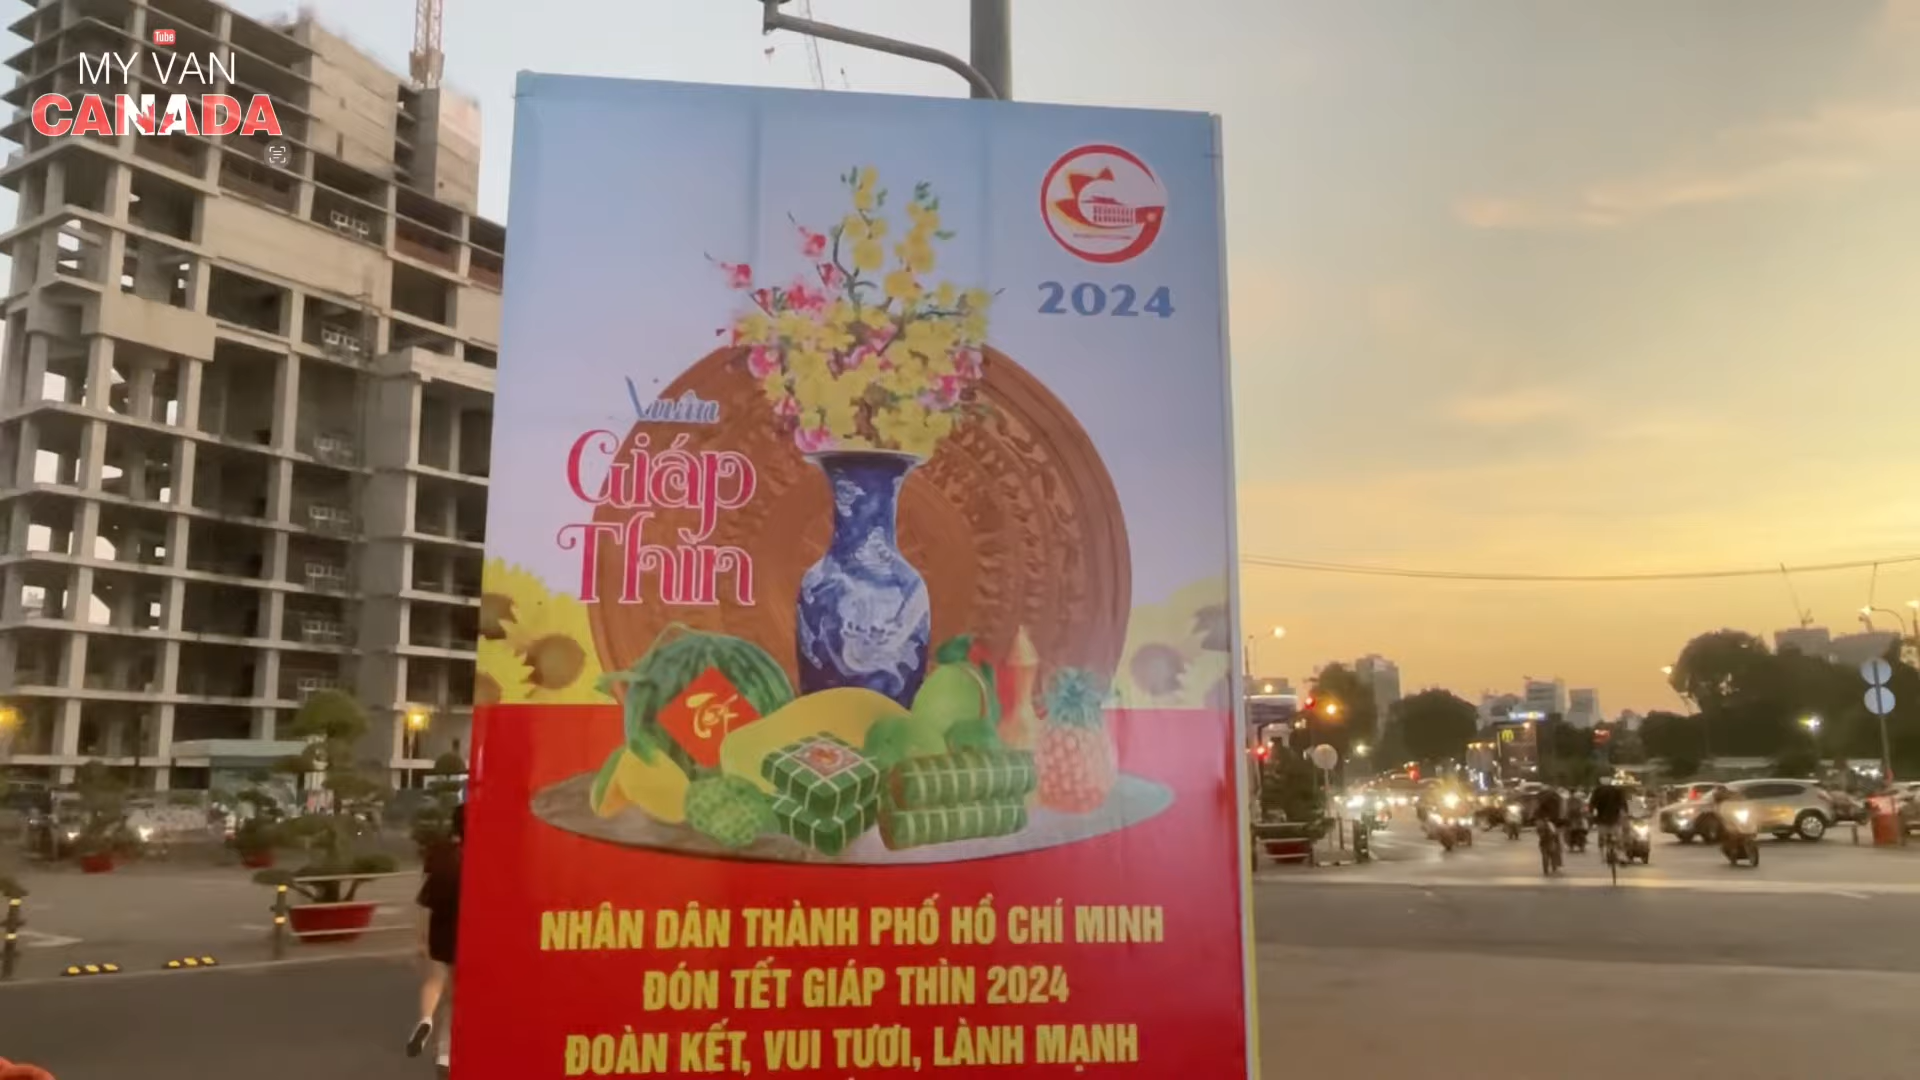 Tube
MY VAN
CANADA
2024
Xuân
Giáp
Thìn
NHÂN DÂN THÀNH PHỐ HỒ CHÍ MINH
ĐÓN TẾT GIÁP THÌN 2024
ĐOÀN KẾT, VUI TƯƠI, LÀNH MẠNH